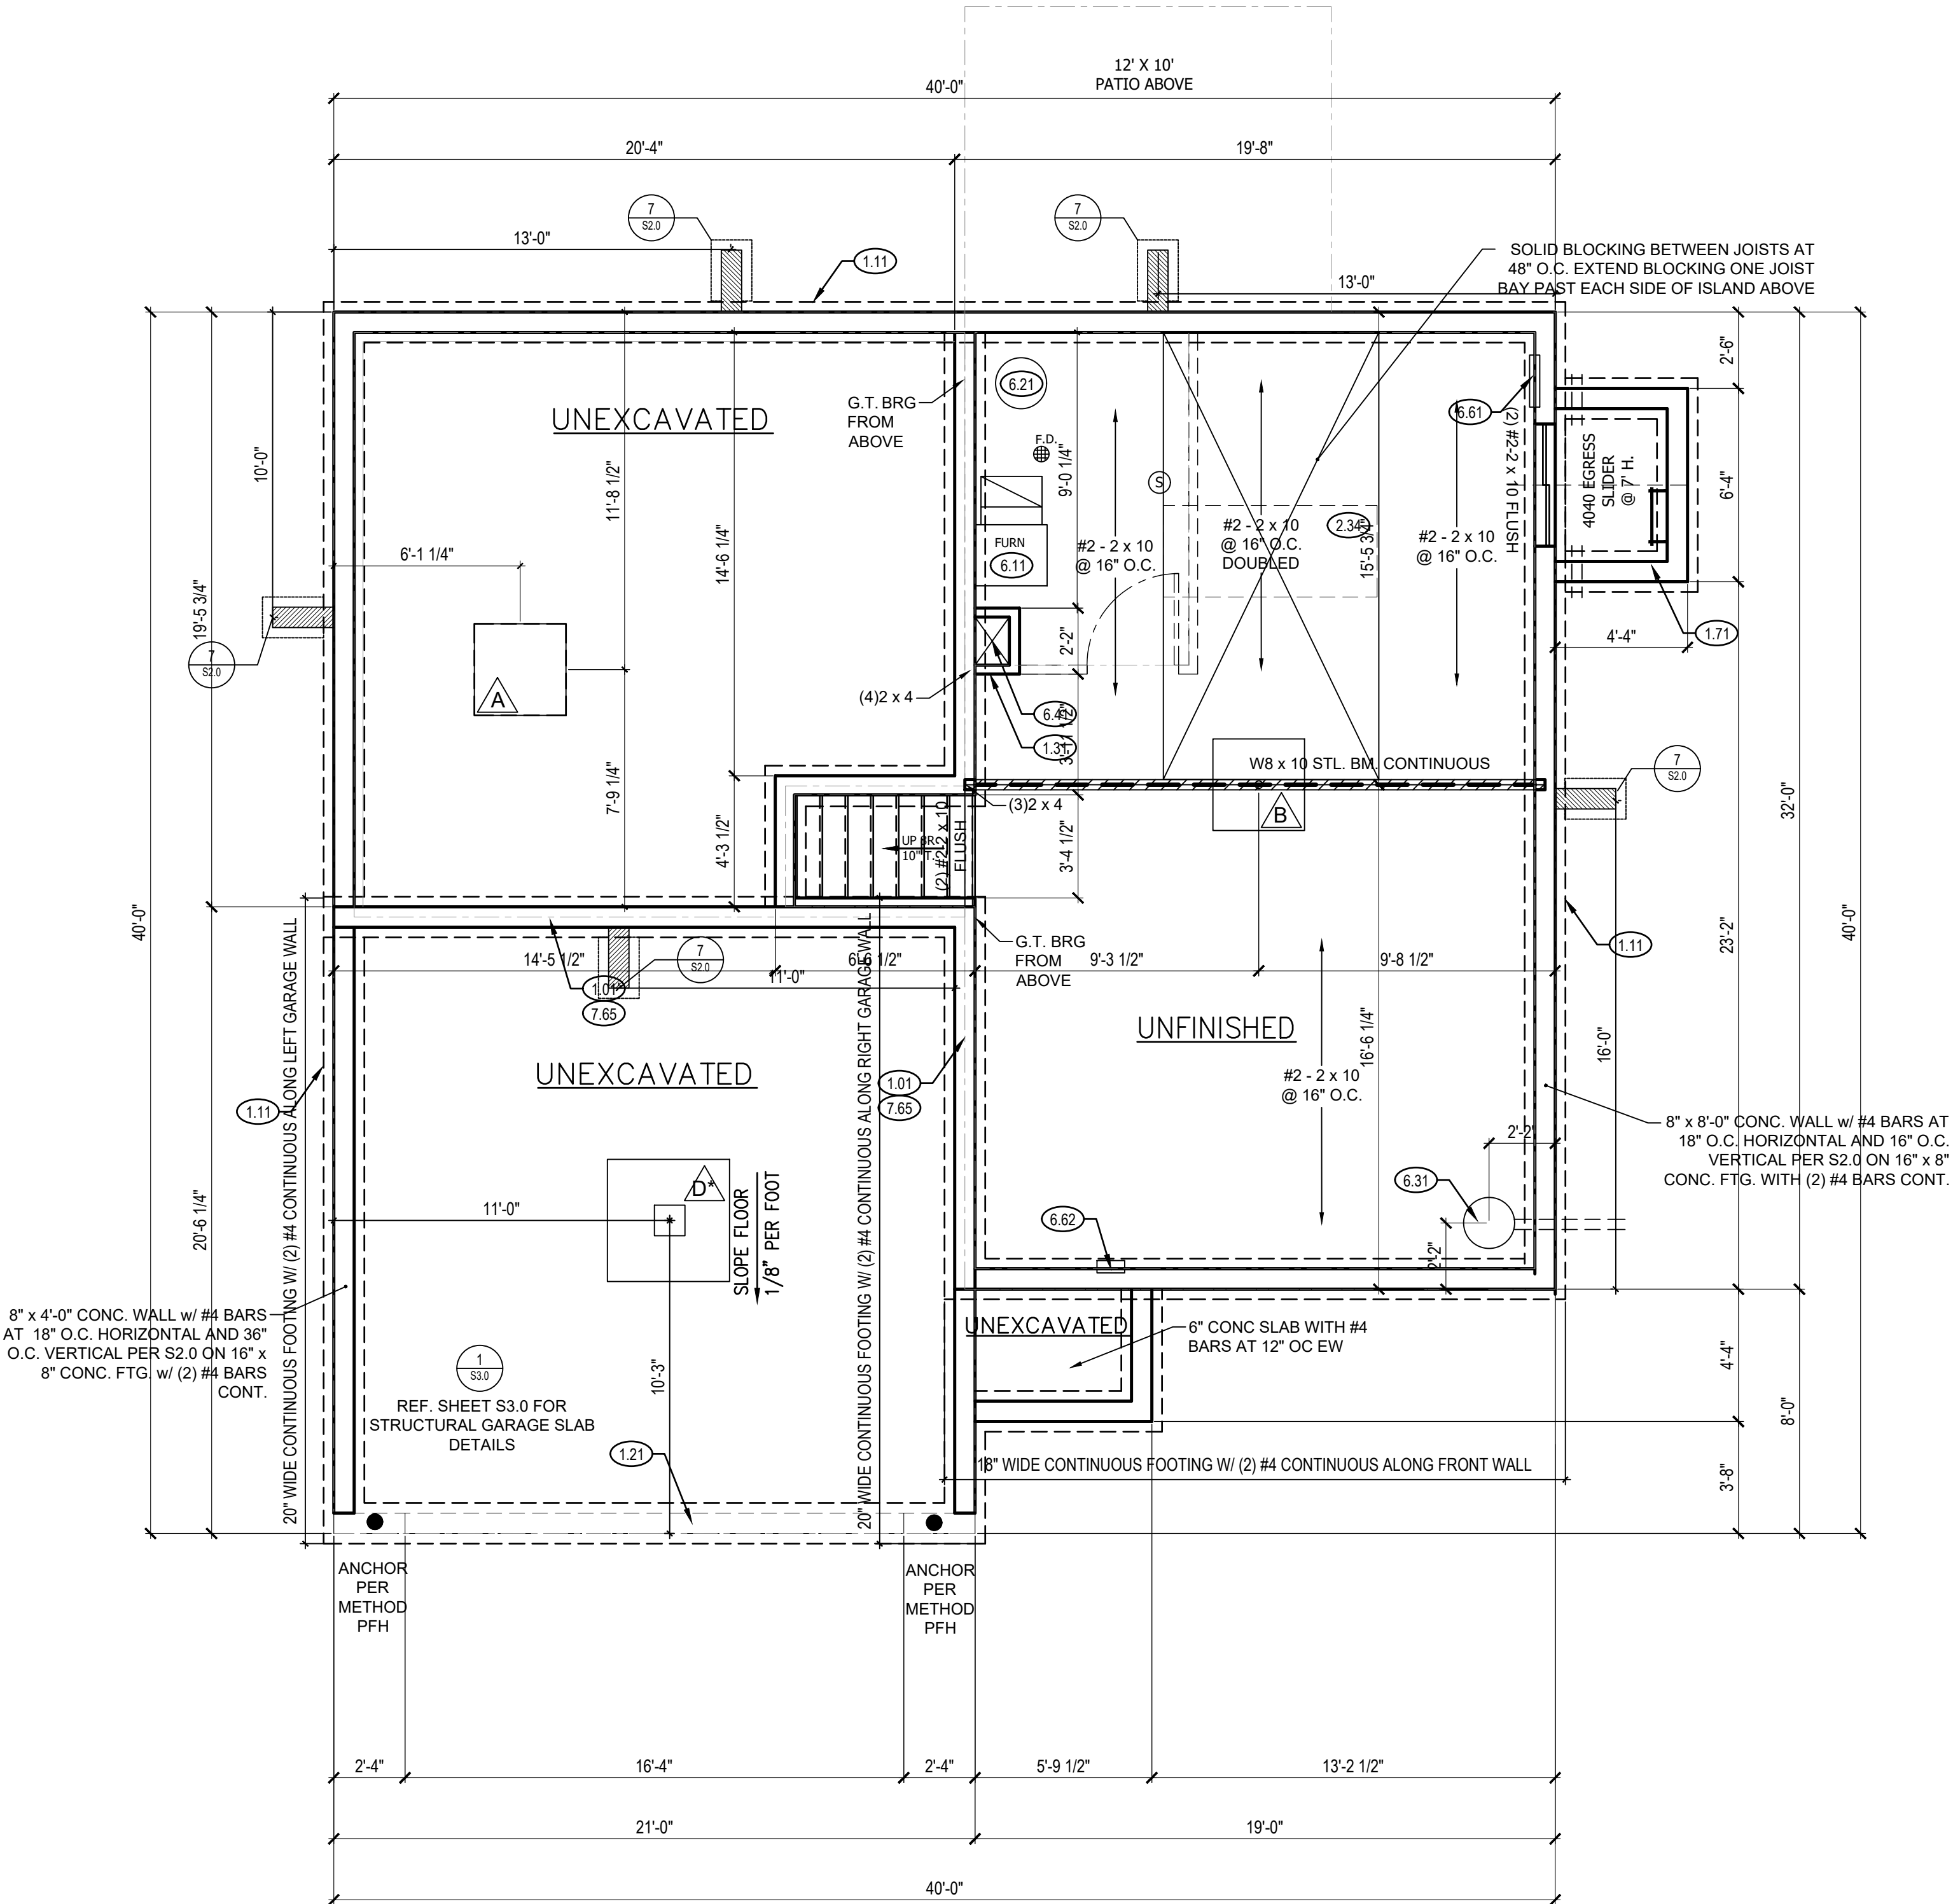 12' X 10'
PATIO ABOVE
40'-0"
20'-4"
19'-8"
7
S2.0
7
S2.0
13'-0"
1.11
13'-0"
SOLID BLOCKING BETWEEN JOISTS AT
48" O.C. EXTEND BLOCKING ONE JOIST
BAY PAST EACH SIDE OF ISLAND ABOVE
2'-6"
UNEXCAVATED
G.T. BRG
FROM
ABOVE
6.21
F.D.
6.61
(2) #2-2 x 10 FLUSH
4040 EGRESS
SLIDER
@ 7' H.
6'-4"
10'-0"
11'-8 1/2"
14'-6 1/4"
9'-0 1/4"
S
6'-1 1/4"
FURN
6.11
#2 - 2 x 10
@ 16" O.C.
#2 - 2 x 10
@ 16" O.C.
DOUBLED
2.34
15'-5 3/4"
#2 - 2 x 10
@ 16" O.C.
19'-5 3/4"
7
S2.0
2'-2"
4'-4"
1.71
A
(4)2 x 4
1.31
W8 x 10 STL. BM. CONTINUOUS
7
S2.0
32'-0"
7'-9 1/4"
4'-3 1/2"
UP
10" T.
(2) #2-2 x 10
FLUSH
(3)2 x 4
3'-4 1/2"
B
40'-0"
23'-2"
40'-0"
7
S2.0
G.T. BRG
FROM
ABOVE
1.11
14'-5 1/2"
9'-3 1/2"
9'-8 1/2"
11'-0"
1.01
7.65
UNFINISHED
16'-6 1/4"
16'-0"
UNEXCAVATED
1.01
7.65
#2 - 2 x 10
@ 16" O.C.
1.11
8" x 8'-0" CONC. WALL w/ #4 BARS AT
18" O.C. HORIZONTAL AND 16" O.C.
VERTICAL PER S2.0 ON 16" x 8"
CONC. FTG. WITH (2) #4 BARS CONT.
20" WIDE CONTINUOUS FOOTING W/ (2) #4 CONTINUOUS ALONG LEFT GARAGE WALL
20" WIDE CONTINUOUS FOOTING W/ (2) #4 CONTINUOUS ALONG RIGHT GARAGE WALL
2'-2"
6.31
D*
SLOPE FLOOR
1/8" PER FOOT
11'-0"
20'-6 1/4"
6.62
2'-2"
8" x 4'-0" CONC. WALL w/ #4 BARS
AT 18" O.C. HORIZONTAL AND 36"
O.C. VERTICAL PER S2.0 ON 16" x
8" CONC. FTG. w/ (2) #4 BARS
CONT.
UNEXCAVATED
6" CONC SLAB WITH #4
BARS AT 12" OC EW
4'-4"
8'-0"
1
S3.0
REF. SHEET S3.0 FOR
STRUCTURAL GARAGE SLAB
DETAILS
10'-3"
1.21
18" WIDE CONTINUOUS FOOTING W/ (2) #4 CONTINUOUS ALONG FRONT WALL
3'-8"
ANCHOR
PER
METHOD
PFH
ANCHOR
PER
METHOD
PFH
2'-4"
16'-4"
2'-4"
5'-9 1/2"
13'-2 1/2"
21'-0"
19'-0"
40'-0"